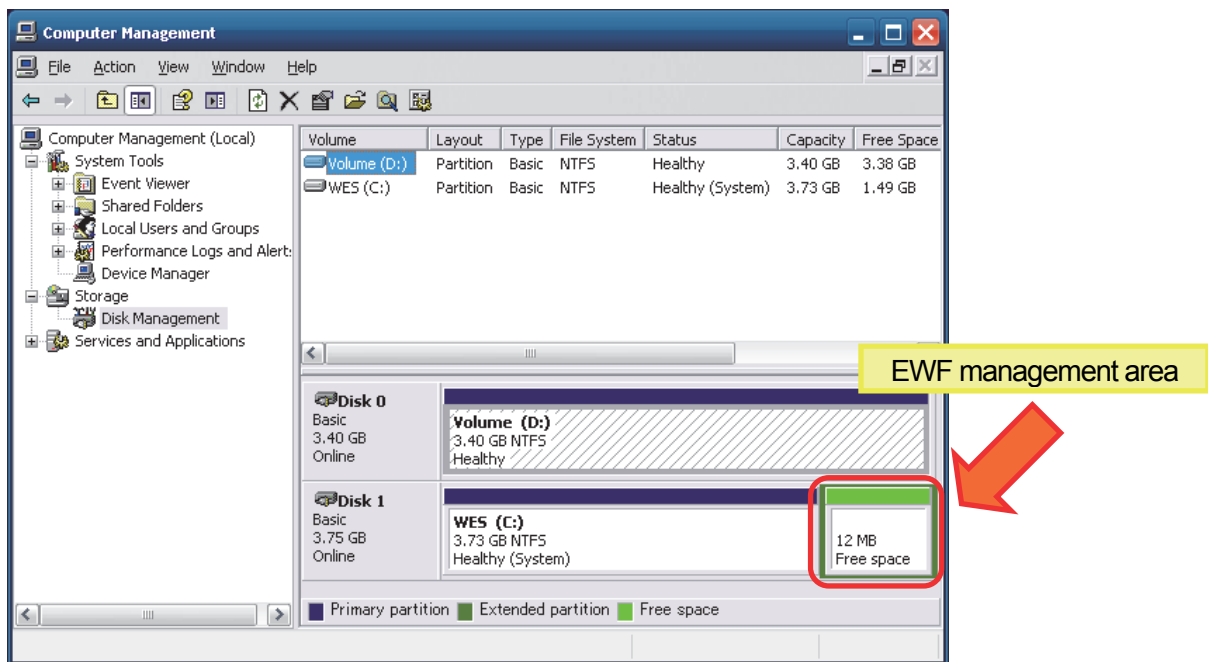 Computer Management
File Action View Window Help
Computer Management (Local)
System Tools
Event Viewer
Shared Folders
Local Users and Groups
Performance Logs and Alert:
Device Manager
Storage
Disk Management
Services and Applications
Volume Layout Type File System Status Capacity Free Space
Volume (D:) Partition Basic NTFS Healthy 3.40 GB 3.38 GB
WES (C:) Partition Basic NTFS Healthy (System) 3.73 GB 1.49 GB
EWF management area
Disk 0
Basic
3.40 GB
Online
Volume (D:)
3.40 GB NTFS
Healthy
Disk 1
Basic
3.75 GB
Online
WES (C:)
3.73 GB NTFS
Healthy (System)
12 MB
Free space
Primary partition Extended partition Free space